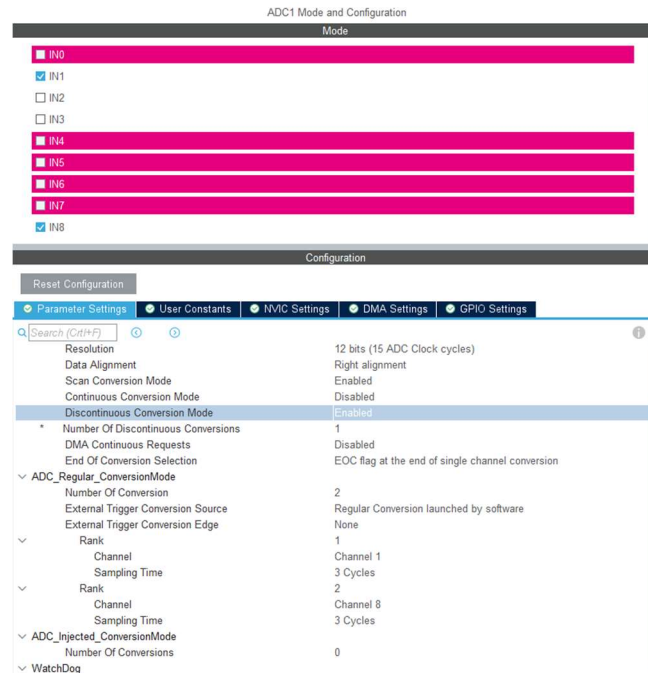 ADC1 Mode and Configuration
Mode
IN0
IN1
IN2
IN3
IN4
IN5
IN6
IN7
IN8
Configuration
Reset Configuration
Parameter Settings User Constants NVIC Settings DMA Settings GPIO Settings
Search (Crtl+F)
Resolution 12 bits (15 ADC Clock cycles)
Data Alignment Right alignment
Scan Conversion Mode Enabled
Continuous Conversion Mode Disabled
Discontinuous Conversion Mode Enabled
* Number Of Discontinuous Conversions 1
DMA Continuous Requests Disabled
End Of Conversion Selection EOC flag at the end of single channel conversion
ADC_Regular_ConversionMode
Number Of Conversion 2
External Trigger Conversion Source Regular Conversion launched by software
External Trigger Conversion Edge None
Rank 1
Channel Channel 1
Sampling Time 3 Cycles
Rank 2
Channel Channel 8
Sampling Time 3 Cycles
ADC_Injected_ConversionMode
Number Of Conversions 0
WatchDog